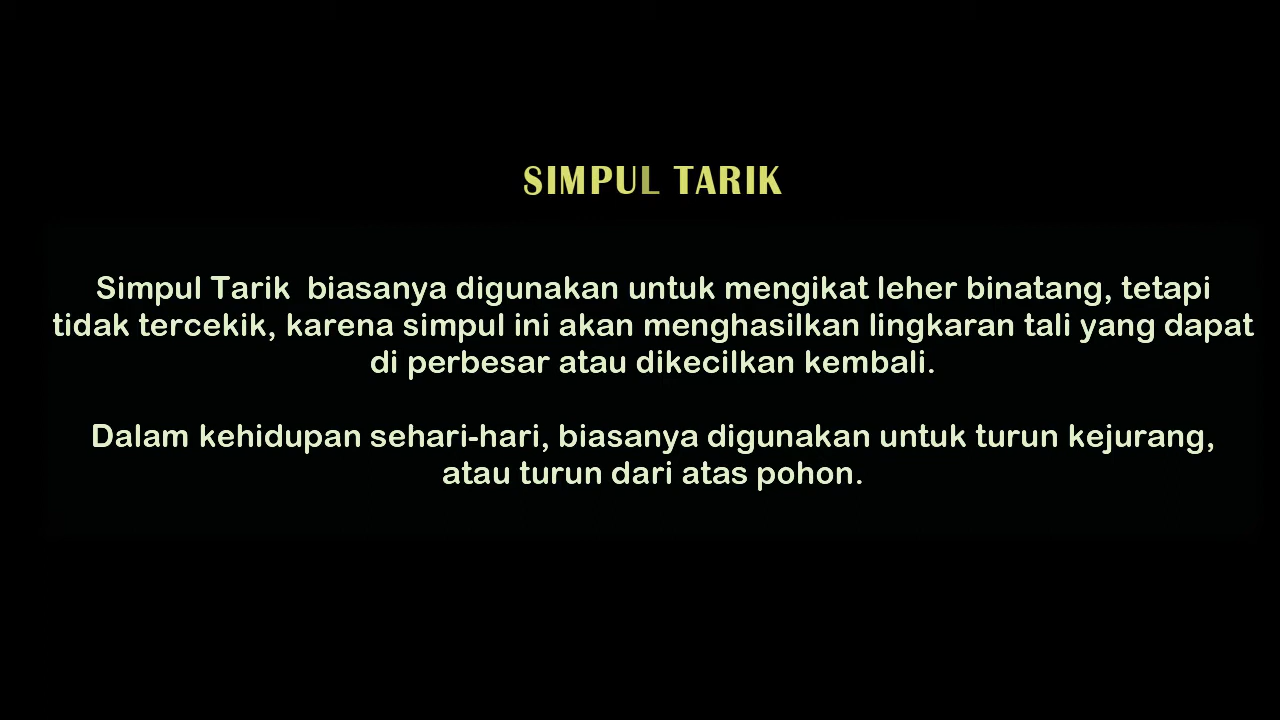 SIMPUL TARIK
Simpul Tarik  biasanya digunakan untuk mengikat leher binatang, tetapi
tidak tercekik, karena simpul ini akan menghasilkan lingkaran tali yang dapat
di perbesar atau dikecilkan kembali.
Dalam kehidupan sehari-hari, biasanya digunakan untuk turun kejurang,
atau turun dari atas pohon.